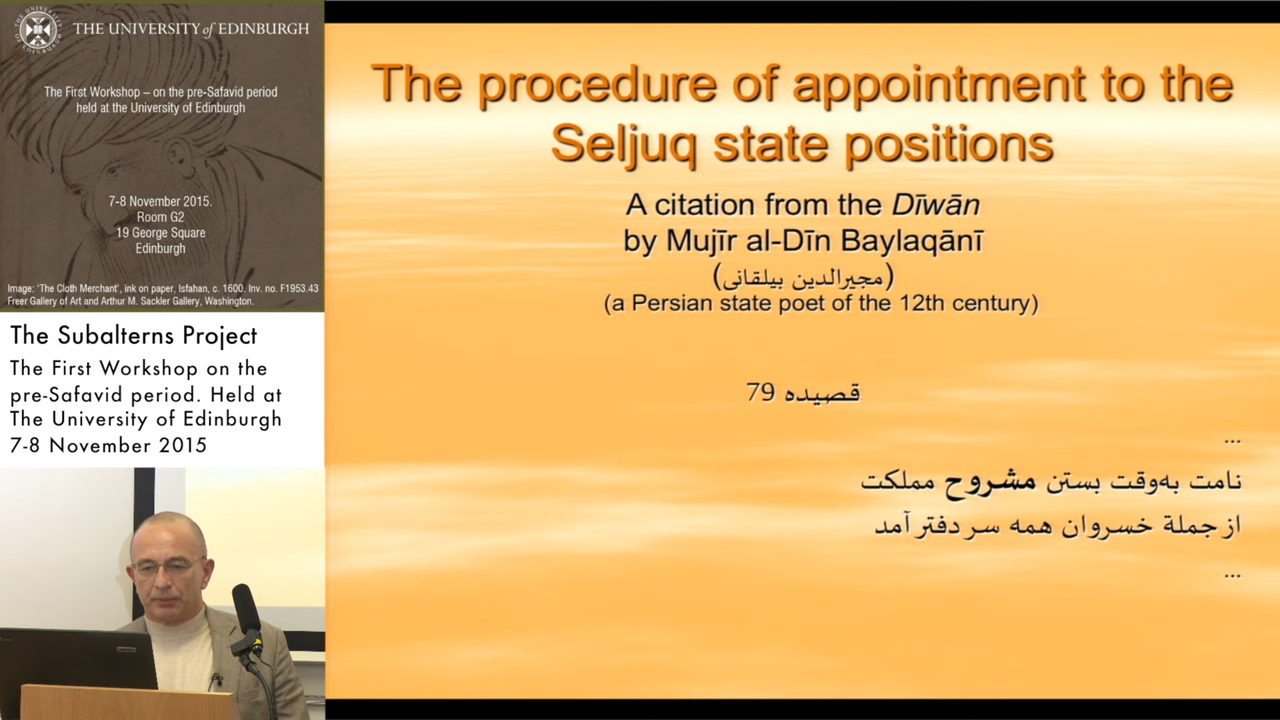 THE UNIVERSITY of EDINBURGH
The First Workshop – on the pre-Safavid period
held at the University of Edinburgh
7-8 November 2015.
Room G2
19 George Square
Edinburgh
Image: 'The Cloth Merchant', ink on paper, Isfahan, c. 1600. Inv. no. F1953.43
Freer Gallery of Art and Arthur M. Sackler Gallery, Washington.
The Subalterns Project
The First Workshop on the
pre-Safavid period. Held at
The University of Edinburgh
7-8 November 2015
The procedure of appointment to the
Seljuq state positions
A citation from the Dīwān
by Mujīr al-Dīn Baylaqānī
(مجیرالدین بیلقانی)
(a Persian state poet of the 12th century)
قصیده 79
...
نامت به‌وقت بستن مشروح مملکت
از جملۀ خسروان همه سر دفتر آمد
...